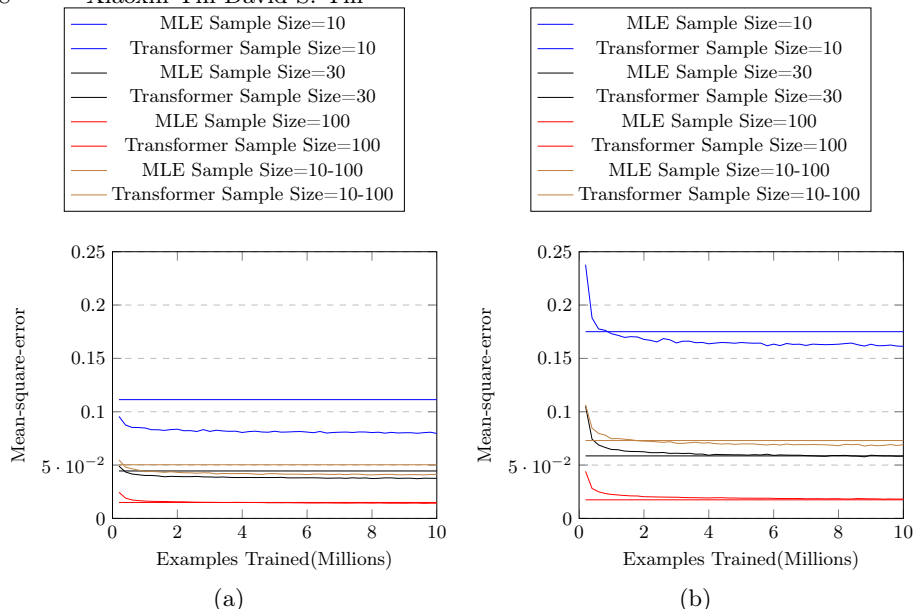 MLE Sample Size=10
Transformer Sample Size=10
MLE Sample Size=30
Transformer Sample Size=30
MLE Sample Size=100
Transformer Sample Size=100
MLE Sample Size=10-100
Transformer Sample Size=10-100
0.25
0.2
0.15
0.1
5 · 10⁻²
0
0 2 4 6 8 10
Mean-square-error
Examples Trained(Millions)
(a)
MLE Sample Size=10
Transformer Sample Size=10
MLE Sample Size=30
Transformer Sample Size=30
MLE Sample Size=100
Transformer Sample Size=100
MLE Sample Size=10-100
Transformer Sample Size=10-100
0.25
0.2
0.15
0.1
5 · 10⁻²
0
0 2 4 6 8 10
Mean-square-error
Examples Trained(Millions)
(b)